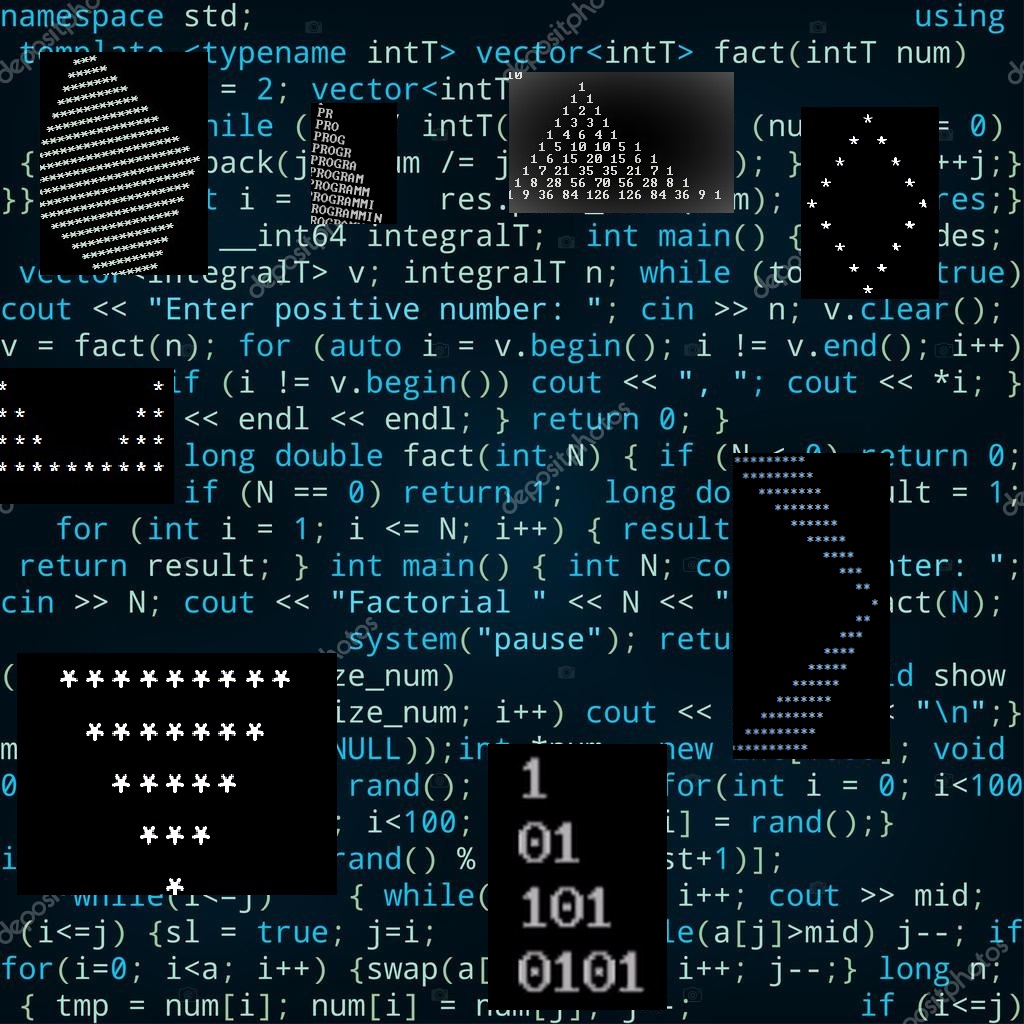 namespace std; using
template <typename intT> vector<intT> fact(intT num)
= 2; vector<intT
hile ( intT( (nu = 0)
{ back(j um /= j ); } ++j;}
}} t i = res. m); res;}
__int64 integralT; int main() { des;
vector<integralT> v; integralT n; while (to true)
cout << "Enter positive number: "; cin >> n; v.clear();
v = fact(n); for (auto i = v.begin(); i != v.end(); i++)
if (i != v.begin()) cout << ", "; cout << *i; }
<< endl << endl; } return 0; }
long double fact(int N) { if (N < 0) return 0;
if (N == 0) return 1; long do ult = 1;
for (int i = 1; i <= N; i++) { result
return result; } int main() { int N; co nter: ";
cin >> N; cout << "Factorial " << N << " act(N);
system("pause"); retu
( ze_num) id show
ize_num; i++) cout << < "\n";}
m NULL));int *num new ]; void
0 rand(); for(int i = 0; i<100
; i<100; i] = rand();}
i rand() % st+1)];
while(i<=j) { while( i++; cout >> mid;
(i<=j) {sl = true; j=i; le(a[j]>mid) j--; if
for(i=0; i<a; i++) {swap(a[ i++; j--;} long n;
{ tmp = num[i]; num[i] = num[j]; j--; if (i<=j)
PR
PRO
PROG
PROGR
PROGRA
PROGRAM
PROGRAMM
ROGRAMMIN
10
1
1 1
1 2 1
1 3 3 1
1 4 6 4 1
1 5 10 10 5 1
1 6 15 20 15 6 1
1 7 21 35 35 21 7 1
1 8 28 56 70 56 28 8 1
1 9 36 84 126 126 84 36 9 1
* *
** **
*** ***
**********
*********
*******
*****
***
*
1
01
101
0101
depositphotos